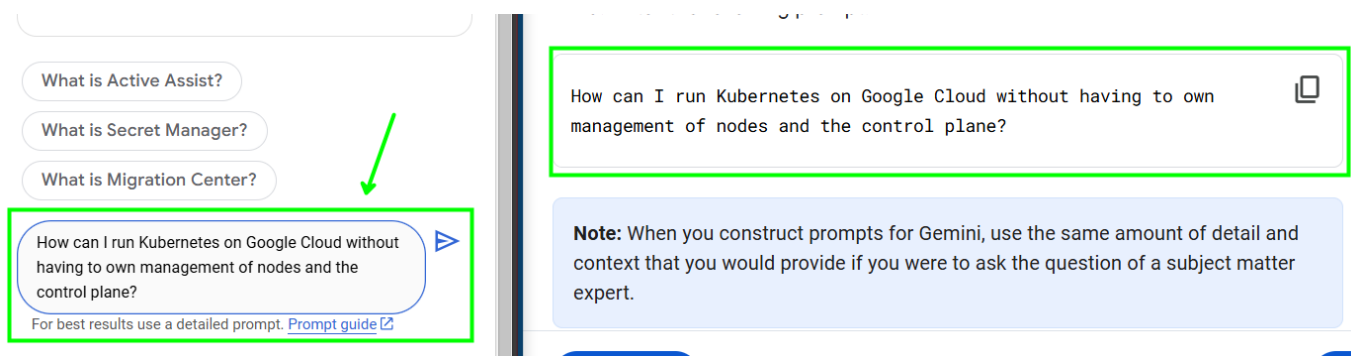 What is Active Assist?
What is Secret Manager?
What is Migration Center?
How can I run Kubernetes on Google Cloud without
having to own management of nodes and the
control plane?
For best results use a detailed prompt. Prompt guide
How can I run Kubernetes on Google Cloud without having to own
management of nodes and the control plane?
Note: When you construct prompts for Gemini, use the same amount of detail and
context that you would provide if you were to ask the question of a subject matter
expert.